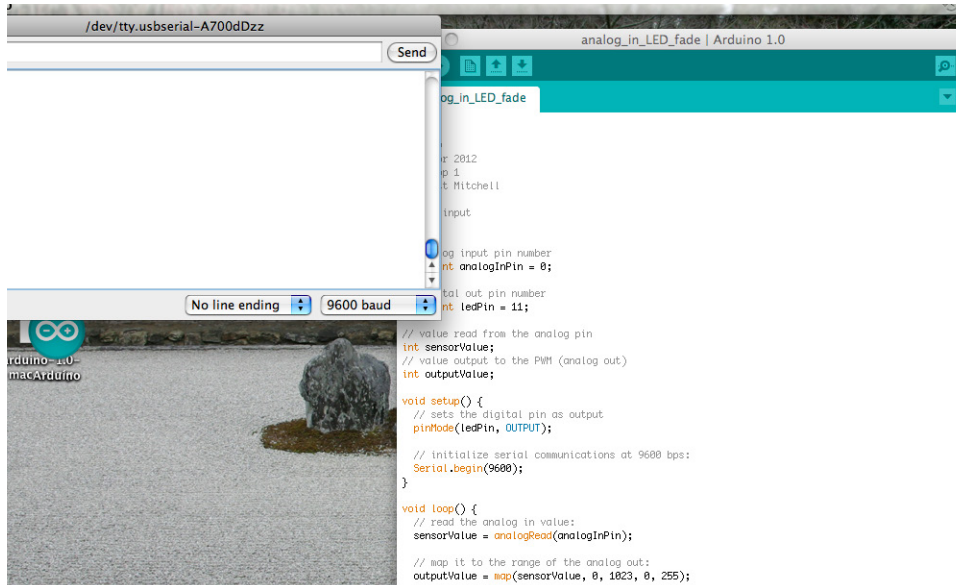 /dev/tty.usbserial-A700dDzz
Send
No line ending
9600 baud
rduino-1.0-
macArduino
analog_in_LED_fade | Arduino 1.0
og_in_LED_fade
r 2012
p 1
t Mitchell
input
og input pin number
nt analogInPin = 0;
tal out pin number
nt ledPin = 11;
// value read from the analog pin
int sensorValue;
// value output to the PWM (analog out)
int outputValue;
void setup() {
// sets the digital pin as output
pinMode(ledPin, OUTPUT);
// initialize serial communications at 9600 bps:
Serial.begin(9600);
}
void loop() {
// read the analog in value:
sensorValue = analogRead(analogInPin);
// map it to the range of the analog out:
outputValue = map(sensorValue, 0, 1023, 0, 255);